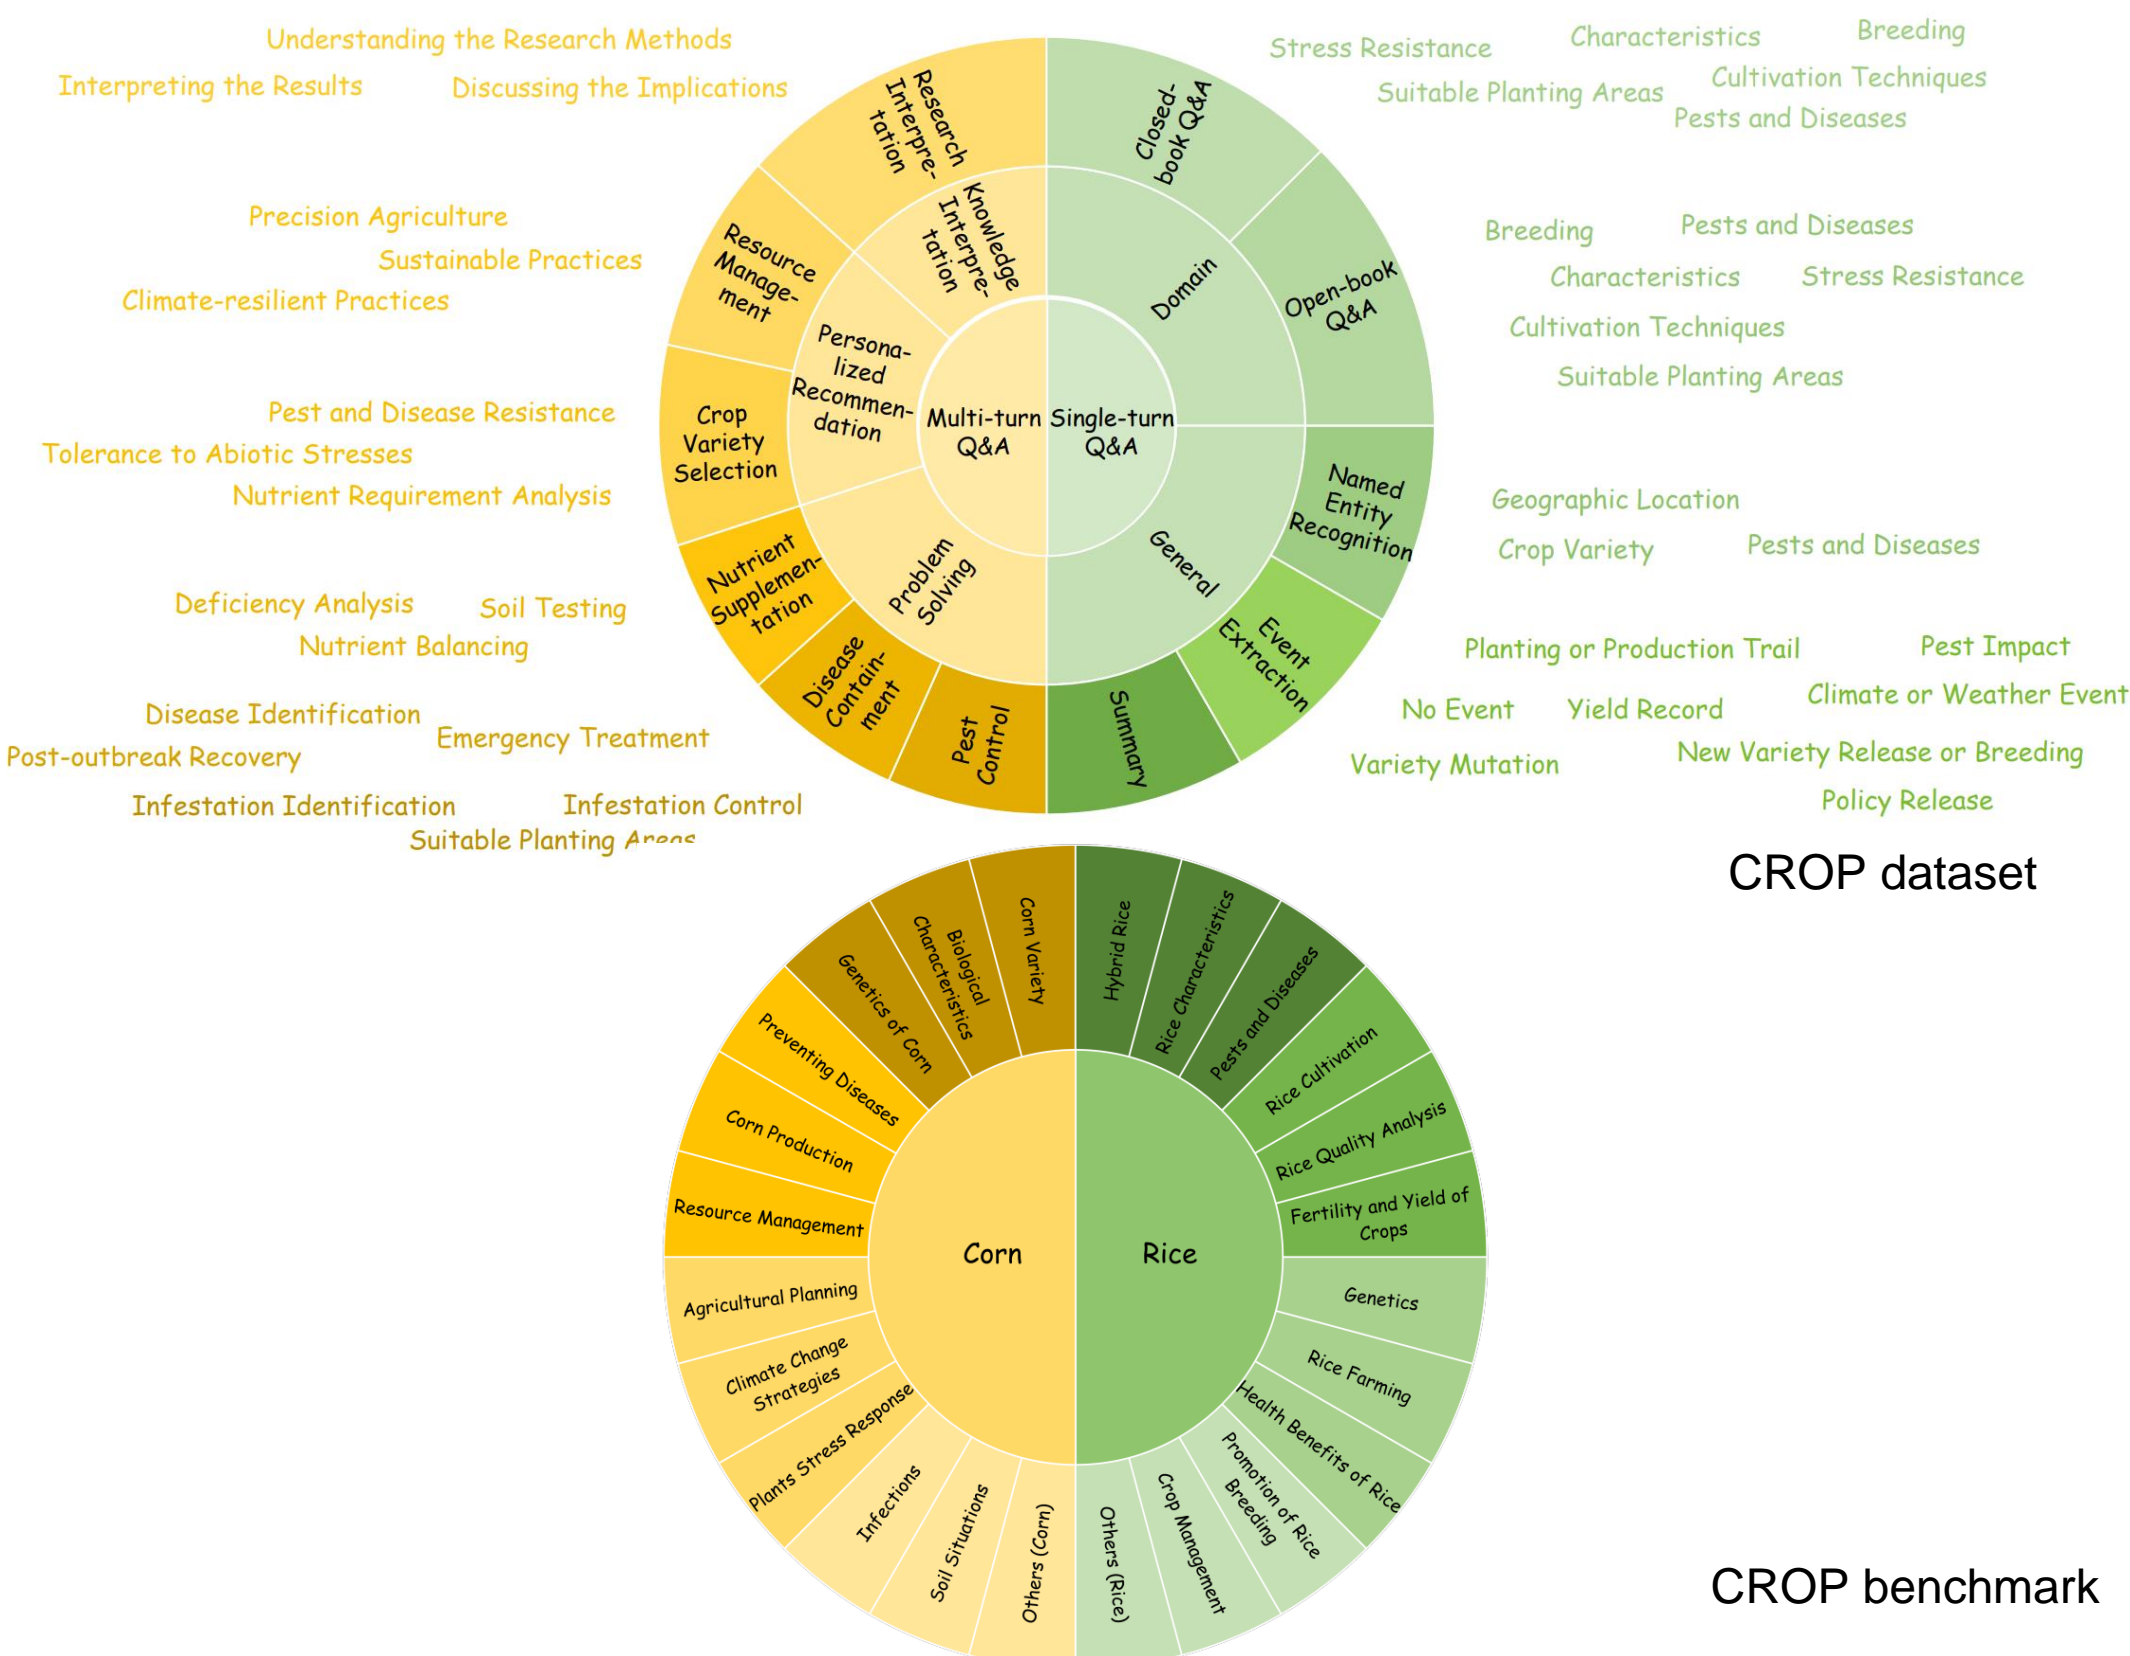 Understanding the Research Methods
Interpreting the Results
Discussing the Implications
Precision Agriculture
Sustainable Practices
Climate-resilient Practices
Pest and Disease Resistance
Tolerance to Abiotic Stresses
Nutrient Requirement Analysis
Deficiency Analysis
Soil Testing
Nutrient Balancing
Disease Identification
Emergency Treatment
Post-outbreak Recovery
Infestation Identification
Infestation Control
Suitable Planting Areas
Research
Interpre-
tation
Knowledge
Interpre-
tation
Resource
Manage-
ment
Persona-
lized
Recommen-
dation
Crop
Variety
Selection
Multi-turn
Q&A
Nutrient
Supplemen-
tation
Problem
Solving
Disease
Contain-
ment
Pest
Control
Closed-
book Q&A
Domain
Open-book
Q&A
Single-turn
Q&A
Named
Entity
Recognition
General
Event
Extraction
Summary
Stress Resistance
Characteristics
Breeding
Suitable Planting Areas
Cultivation Techniques
Pests and Diseases
Breeding
Pests and Diseases
Characteristics
Stress Resistance
Cultivation Techniques
Suitable Planting Areas
Geographic Location
Crop Variety
Pests and Diseases
Planting or Production Trail
Pest Impact
Climate or Weather Event
No Event
Yield Record
New Variety Release or Breeding
Variety Mutation
Policy Release
CROP dataset
Corn Variety
Biological
Characteristics
Genetics of Corn
Preventing Diseases
Corn Production
Resource Management
Agricultural Planning
Climate Change
Strategies
Plants Stress Response
Infections
Soil Situations
Others (Corn)
Corn
Rice
Hybrid Rice
Rice Characteristics
Pests and Diseases
Rice Cultivation
Rice Quality Analysis
Fertility and Yield of
Crops
Genetics
Rice Farming
Health Benefits of Rice
Promotion of Rice
Breeding
Crop Management
Others (Rice)
CROP benchmark